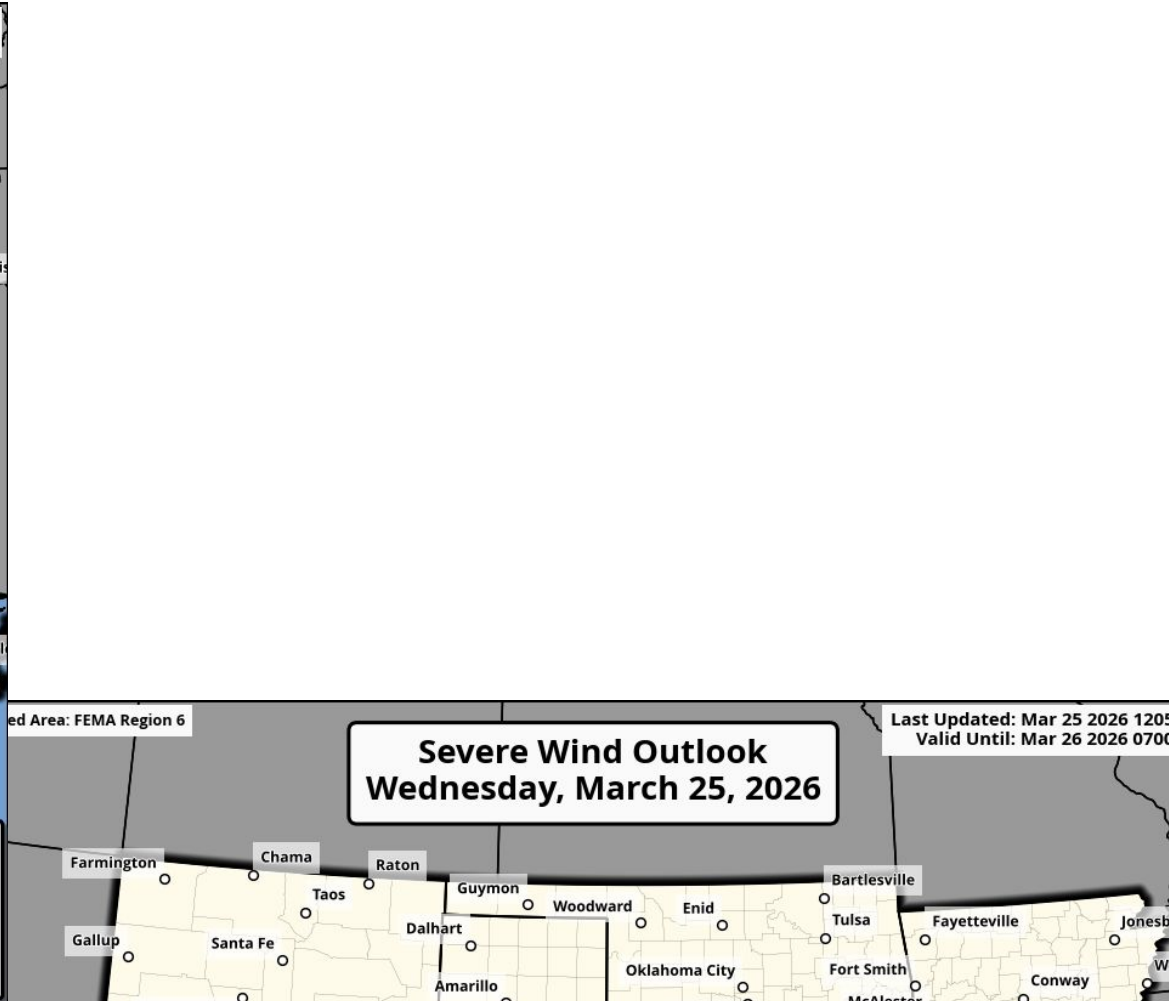 ed Area: FEMA Region 6
Severe Wind Outlook
Wednesday, March 25, 2026
Last Updated: Mar 25 2026 1205
Valid Until: Mar 26 2026 0700
Farmington
Chama
Raton
Taos
Guymon
Woodward
Enid
Bartlesville
Tulsa
Fayetteville
Jonesb
Gallup
Santa Fe
Dalhart
Oklahoma City
Fort Smith
Conway
Amarillo
McAlester